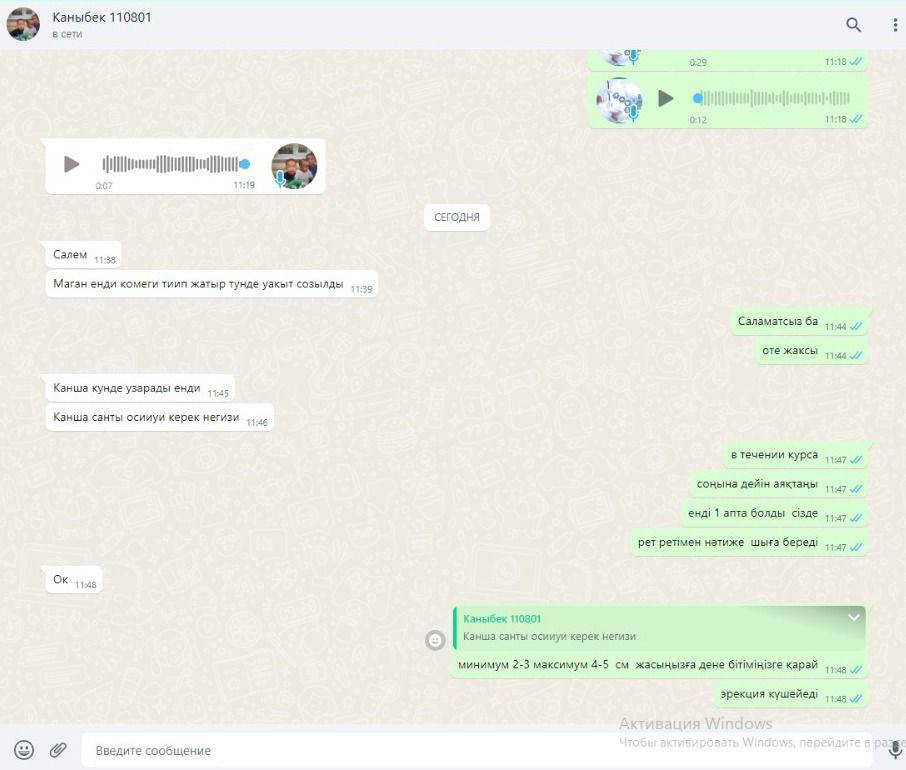 Каныбек 110801
в сети
0:29 11:18
0:12 11:18
0:07 11:19
СЕГОДНЯ
Салем 11:38
Маган енди комеги тиип жатыр тунде уакыт созылды 11:39
Саламатсыз ба 11:44
оте жаксы 11:44
Канша кунде узарады енди 11:45
Канша санты осииуи керек негизи 11:46
в течении курса 11:47
соңына дейін аяқтаңы 11:47
енді 1 апта болды сізде 11:47
рет ретімен нәтиже шыға береді 11:47
Ок 11:48
Каныбек 110801
Канша санты осииуи керек негизи
минимум 2-3 максимум 4-5 см жасыңызға дене бітіміңізге қарай 11:48
эрекция күшейеді 11:48
Активация Windows
Чтобы активировать Windows, перейдите в
Введите сообщение